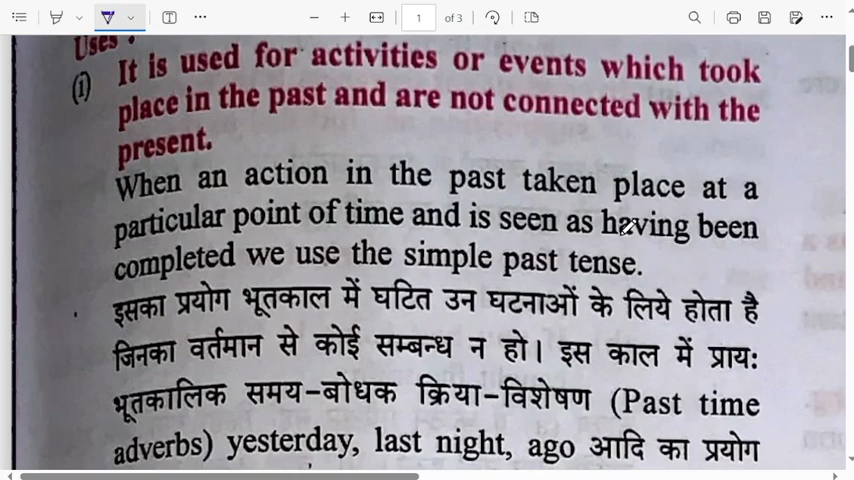 1 of 3
Uses :
(i) It is used for activities or events which took
place in the past and are not connected with the
present.
When an action in the past taken place at a
particular point of time and is seen as having been
completed we use the simple past tense.
इसका प्रयोग भूतकाल में घटित उन घटनाओं के लिये होता है
जिनका वर्तमान से कोई सम्बन्ध न हो। इस काल में प्राय:
भूतकालिक समय-बोधक क्रिया-विशेषण (Past time
adverbs) yesterday, last night, ago आदि का प्रयोग